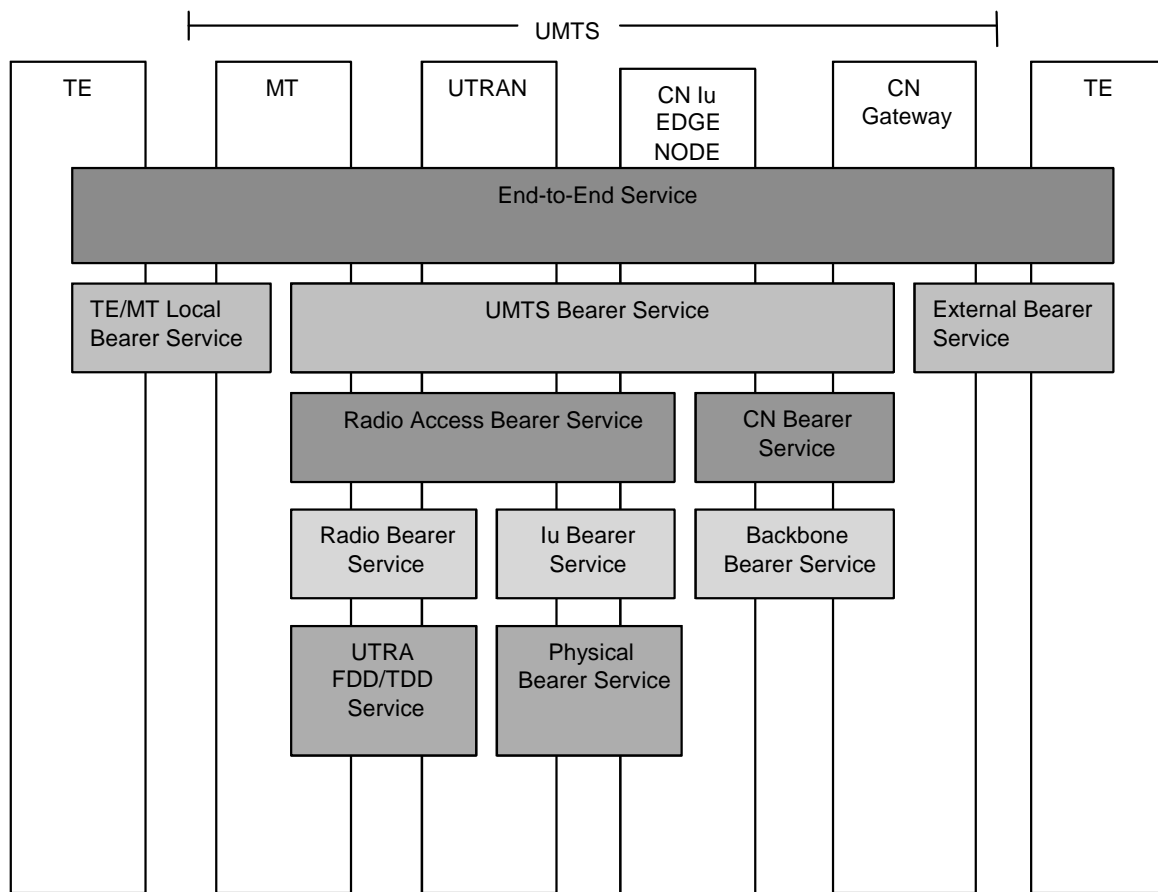 UMTS
TE
MT
UTRAN
CN Iu
EDGE
NODE
CN
Gateway
TE
End-to-End Service
TE/MT Local
Bearer Service
UMTS Bearer Service
External Bearer
Service
Radio Access Bearer Service
CN Bearer
Service
Radio Bearer
Service
Iu Bearer
Service
Backbone
Bearer Service
UTRA
FDD/TDD
Service
Physical
Bearer Service